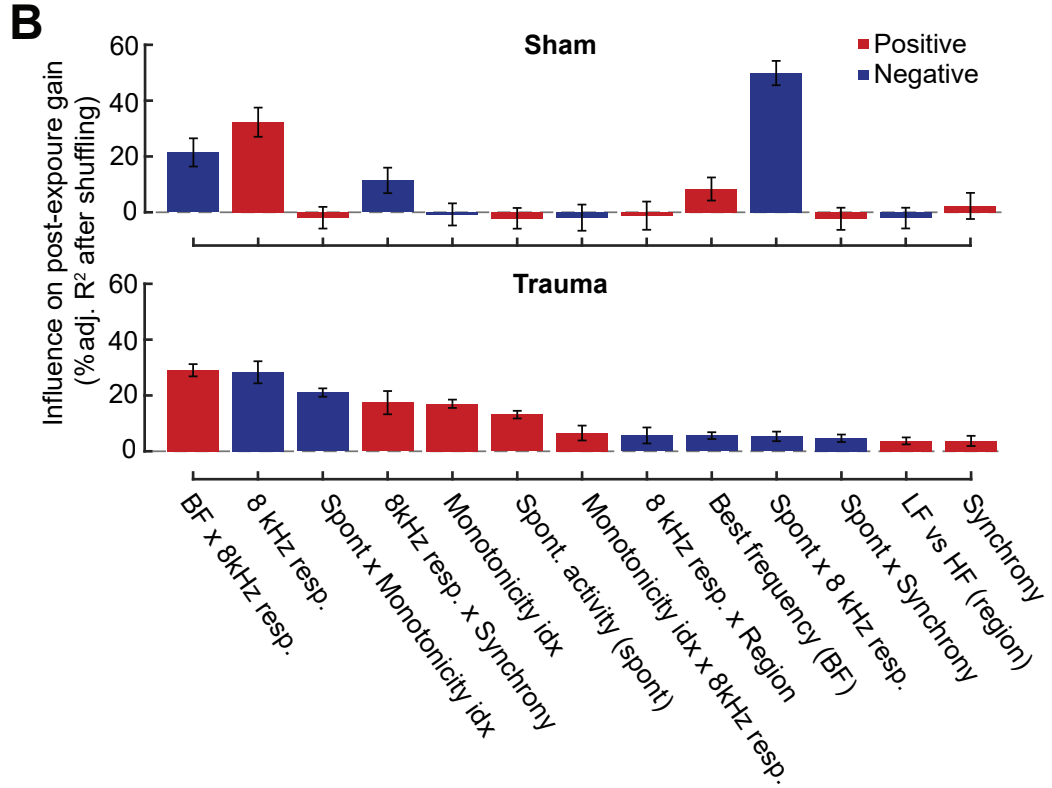 B
Sham
Positive
Negative
Influence on post-expoure gain
(%adj. R² after shuffling)
60
40
20
0
Trauma
60
40
20
0
BF x 8kHz resp.
8 kHz resp.
Spont x Monotonicity idx
8kHz resp. x Synchrony
Monotonicity idx
Spont. activity (spont)
Monotonicity idx x 8kHz resp.
8 kHz resp. x Region
Best frequency (BF)
Spont x 8 kHz resp.
Spont x Synchrony
LF vs HF (region)
Synchrony